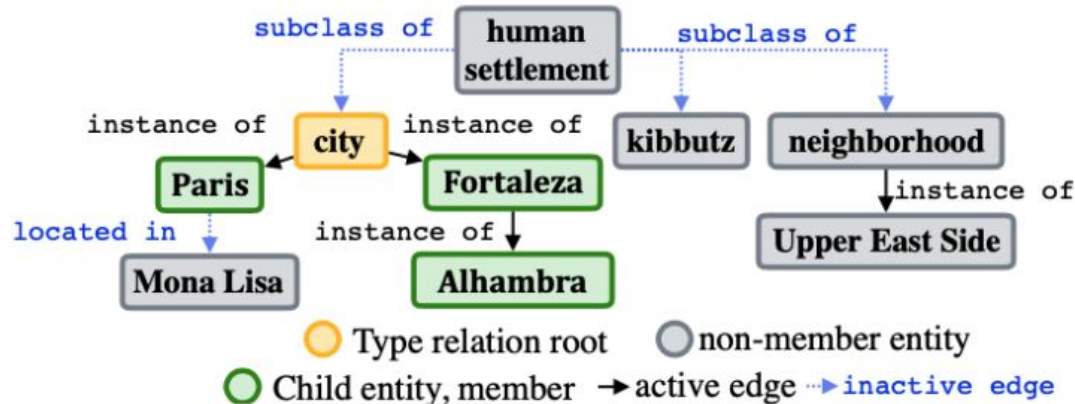 subclass of
human
settlement
subclass of
instance of
city
instance of
kibbutz
neighborhood
Paris
Fortaleza
instance of
located in
instance of
Mona Lisa
Alhambra
Upper East Side
Type relation root
non-member entity
Child entity, member
active edge
inactive edge